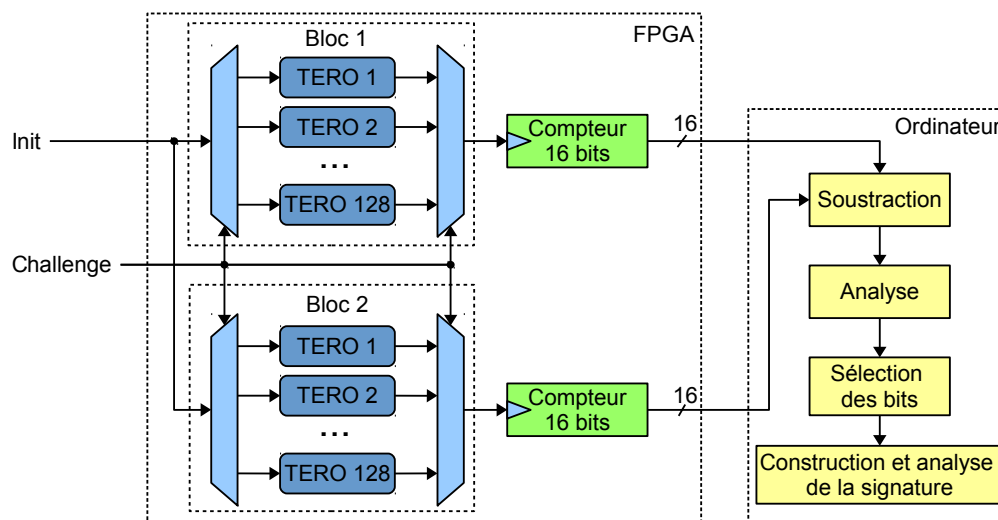 FPGA
Bloc 1
TERO 1
TERO 2
...
TERO 128
Init
Compteur
16 bits
16
Ordinateur
Soustraction
Challenge
Bloc 2
TERO 1
TERO 2
...
TERO 128
Compteur
16 bits
16
Analyse
Sélection
des bits
Construction et analyse
de la signature